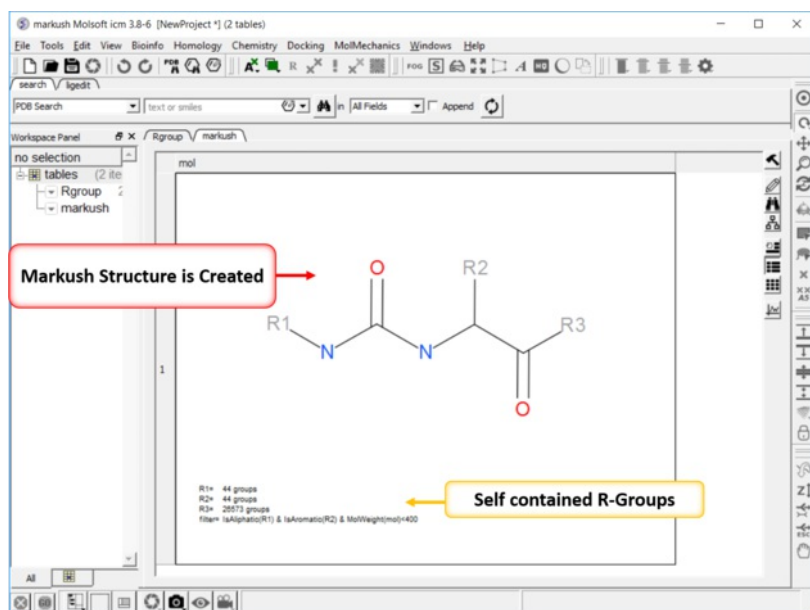 markush Molsoft icm 3.8-6 [NewProject *] (2 tables)
File Tools Edit View Bioinfo Homology Chemistry Docking MolMechanics Windows Help
search ligedit
PDB Search text or smiles in All Fields Append
Workspace Panel Rgroup markush
no selection mol
tables (2 ite
Rgroup 2
markush
Markush Structure is Created
O R2
R1 R3
N N
O
1
R1= 44 groups
R2= 44 groups
R3= 26573 groups
filter= IsAliphatic(R1) & IsAromatic(R2) & MolWeight(mol)<400
Self contained R-Groups
All